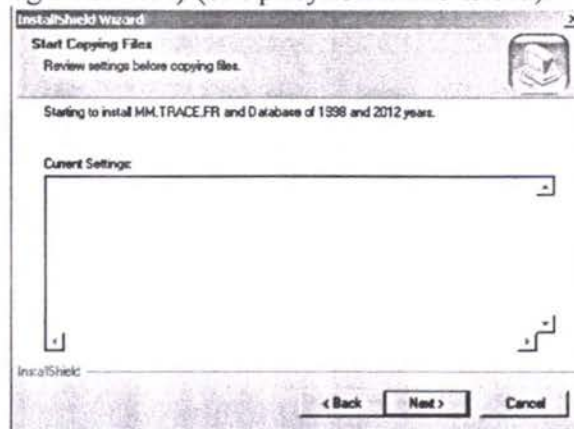 InstallShield Wizard
Start Copying Files
Review settings before copying files.
Starting to install MM.TRACE.FR and Database of 1998 and 2012 years.
Current Settings:
InstallShield
< Back
Next >
Cancel